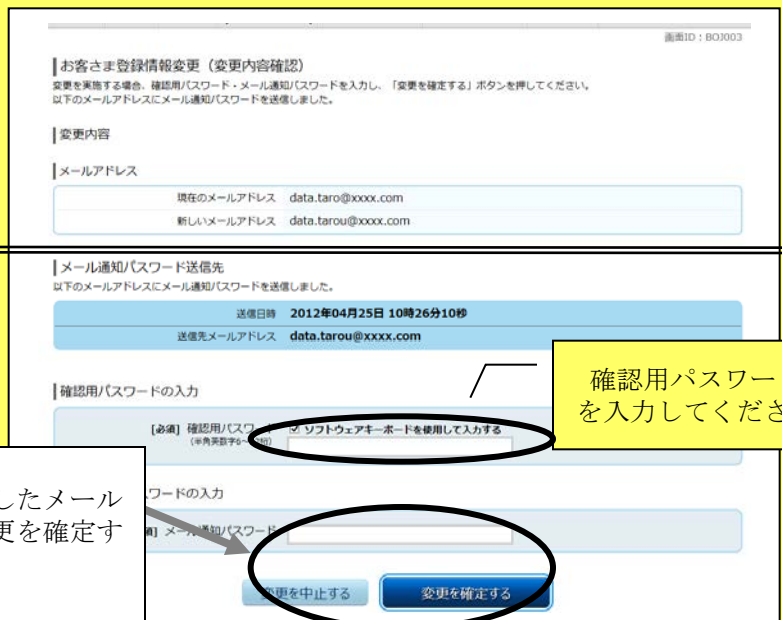 画面ID：BOJ003
お客さま登録情報変更（変更内容確認）
変更を実施する場合、確認用パスワード・メール通知パスワードを入力し、「変更を確定する」ボタンを押してください。
以下のメールアドレスにメール通知パスワードを送信しました。
変更内容
メールアドレス
現在のメールアドレス data.taro@xxxx.com
新しいメールアドレス data.tarou@xxxx.com
メール通知パスワード送信先
以下のメールアドレスにメール通知パスワードを送信しました。
送信日時 2012年04月25日 10時26分10秒
送信先メールアドレス data.tarou@xxxx.com
確認用パスワー
を入力してくださ
確認用パスワードの入力
[必須] 確認用パスワード ソフトウェアキーボードを使用して入力する
（半角英数字6～12桁）
したメール
更を確定す
ワードの入力
メール通知パスワード
変更を中止する 変更を確定する